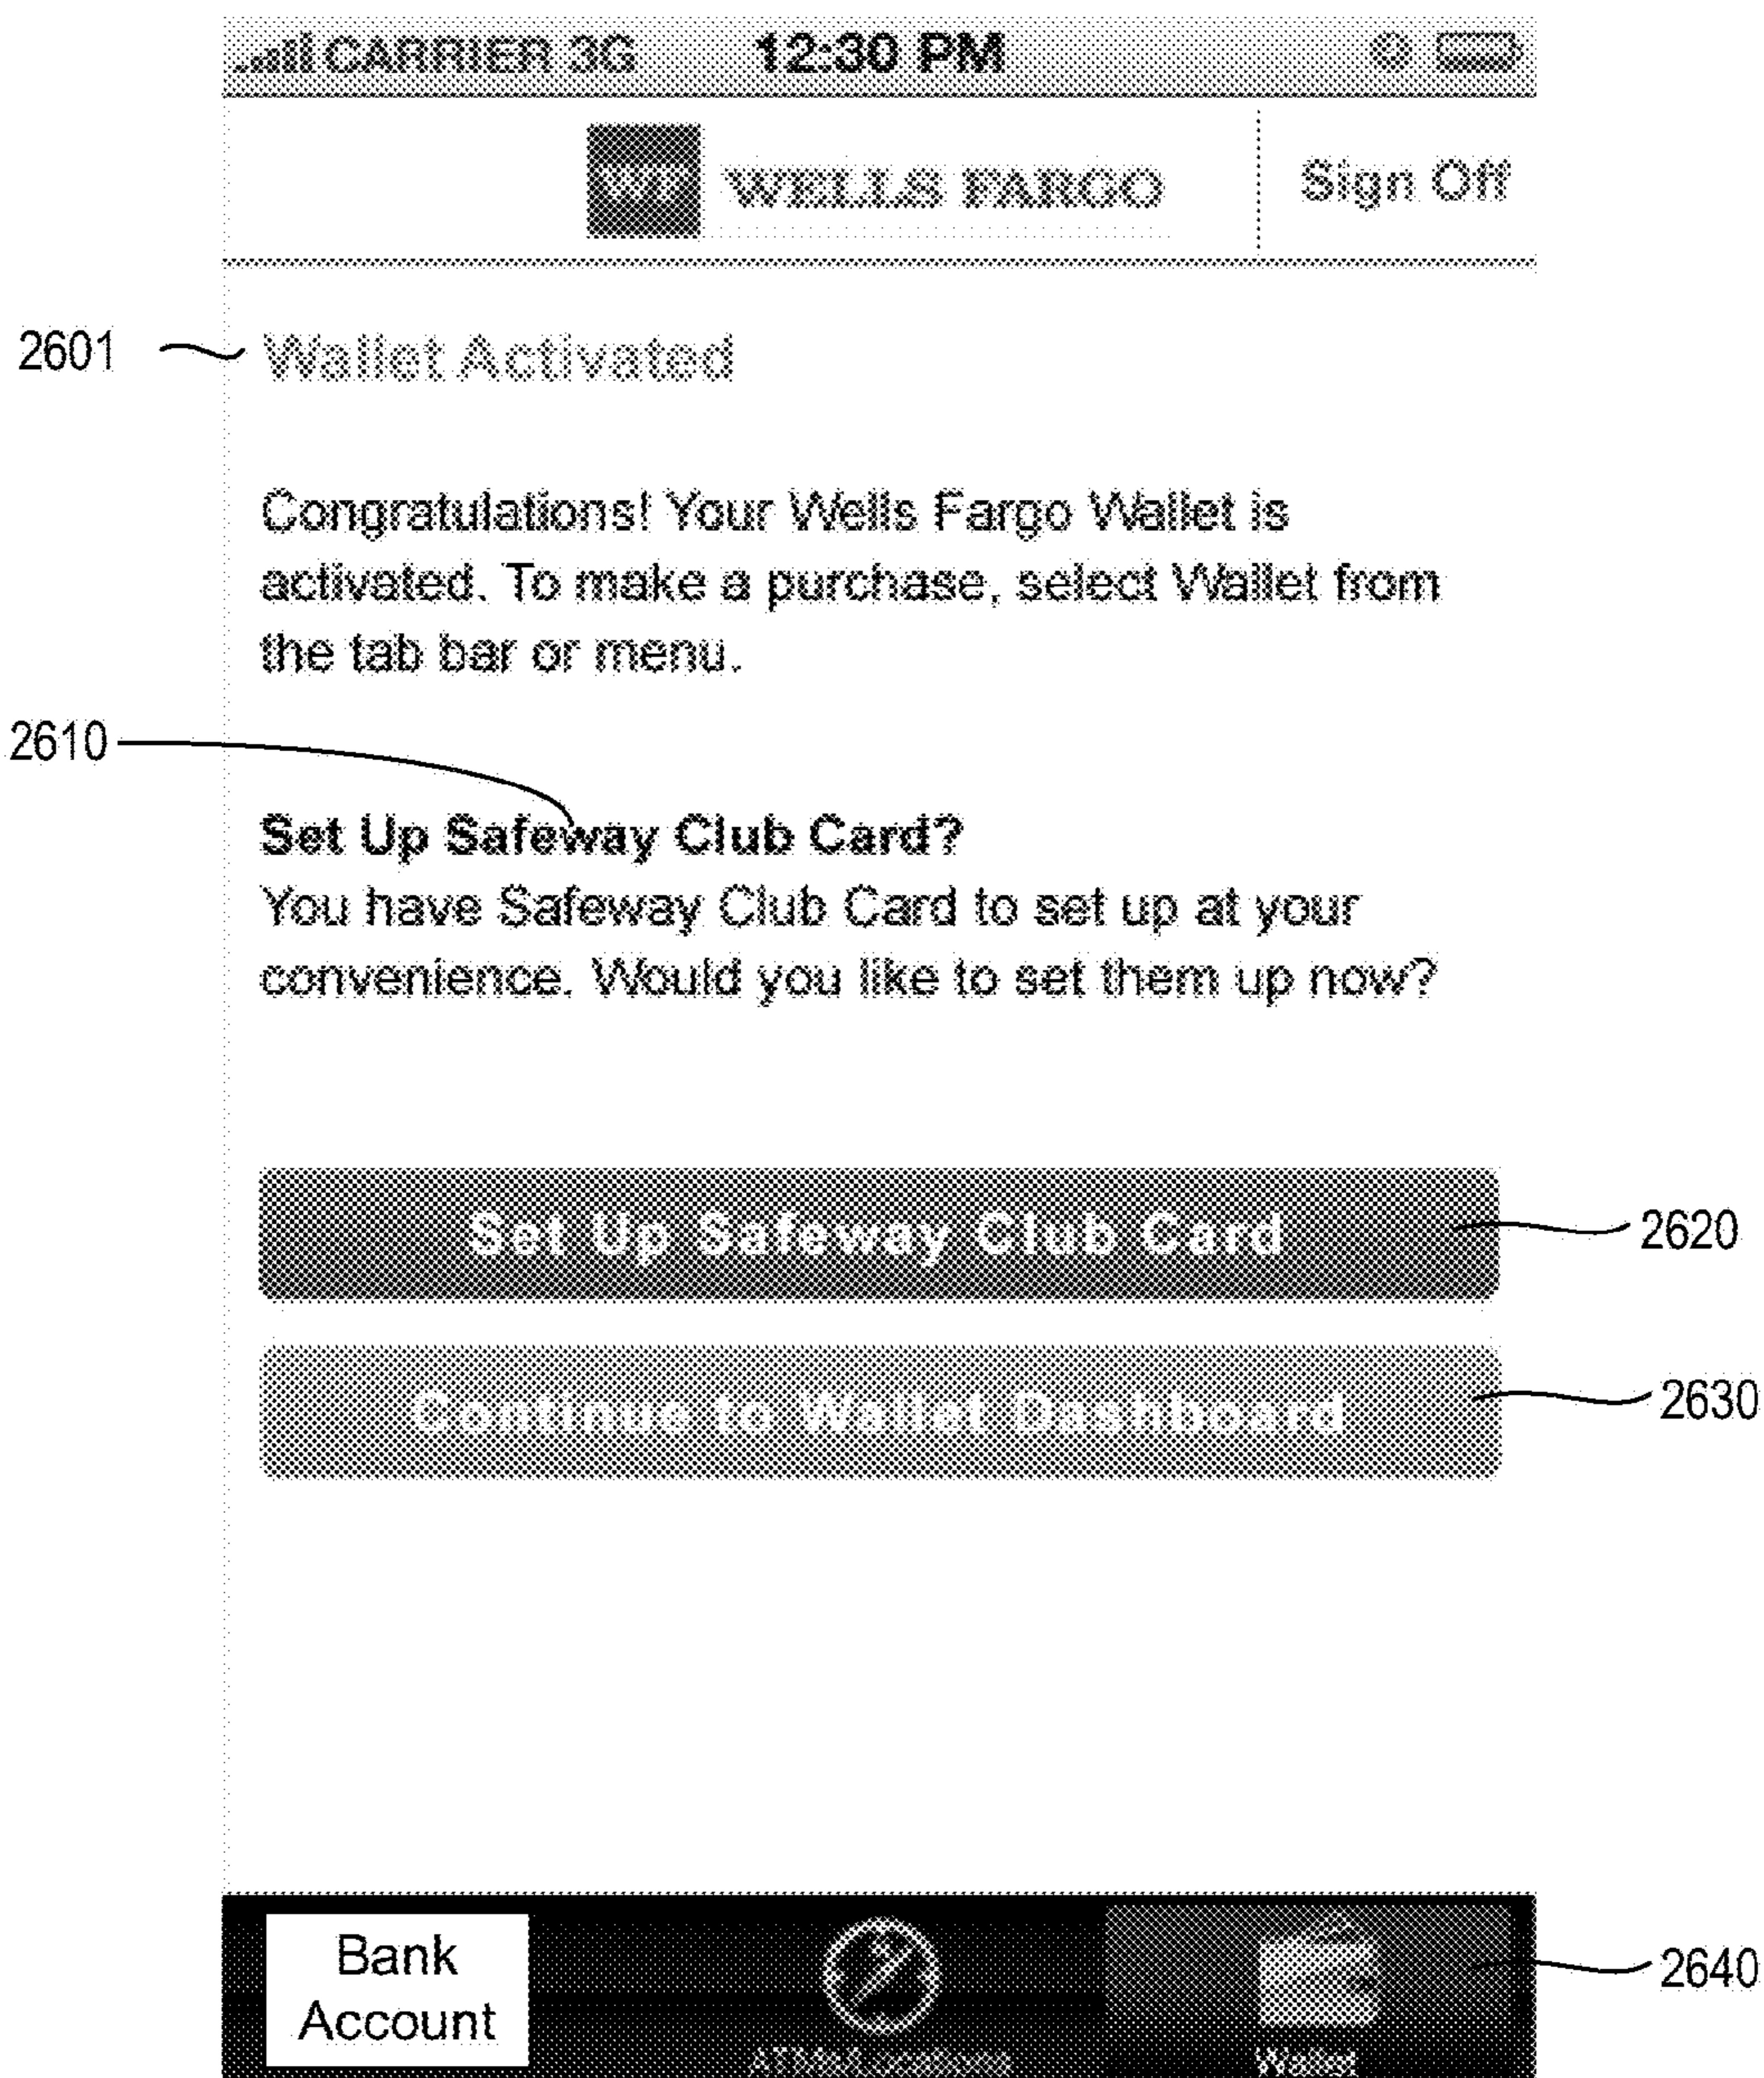 CARRIER 3G 12:30 PM
WF WELLS FARGO Sign Off
2601 Wallet Activated
Congratulations! Your Wells Fargo Wallet is
activated. To make a purchase, select Wallet from
the tab bar or menu.
2610
Set Up Safeway Club Card?
You have Safeway Club Card to set up at your
convenience. Would you like to set them up now?
Set Up Safeway Club Card 2620
Continue to Wallet Dashboard 2630
Bank
Account
2640
Wallet